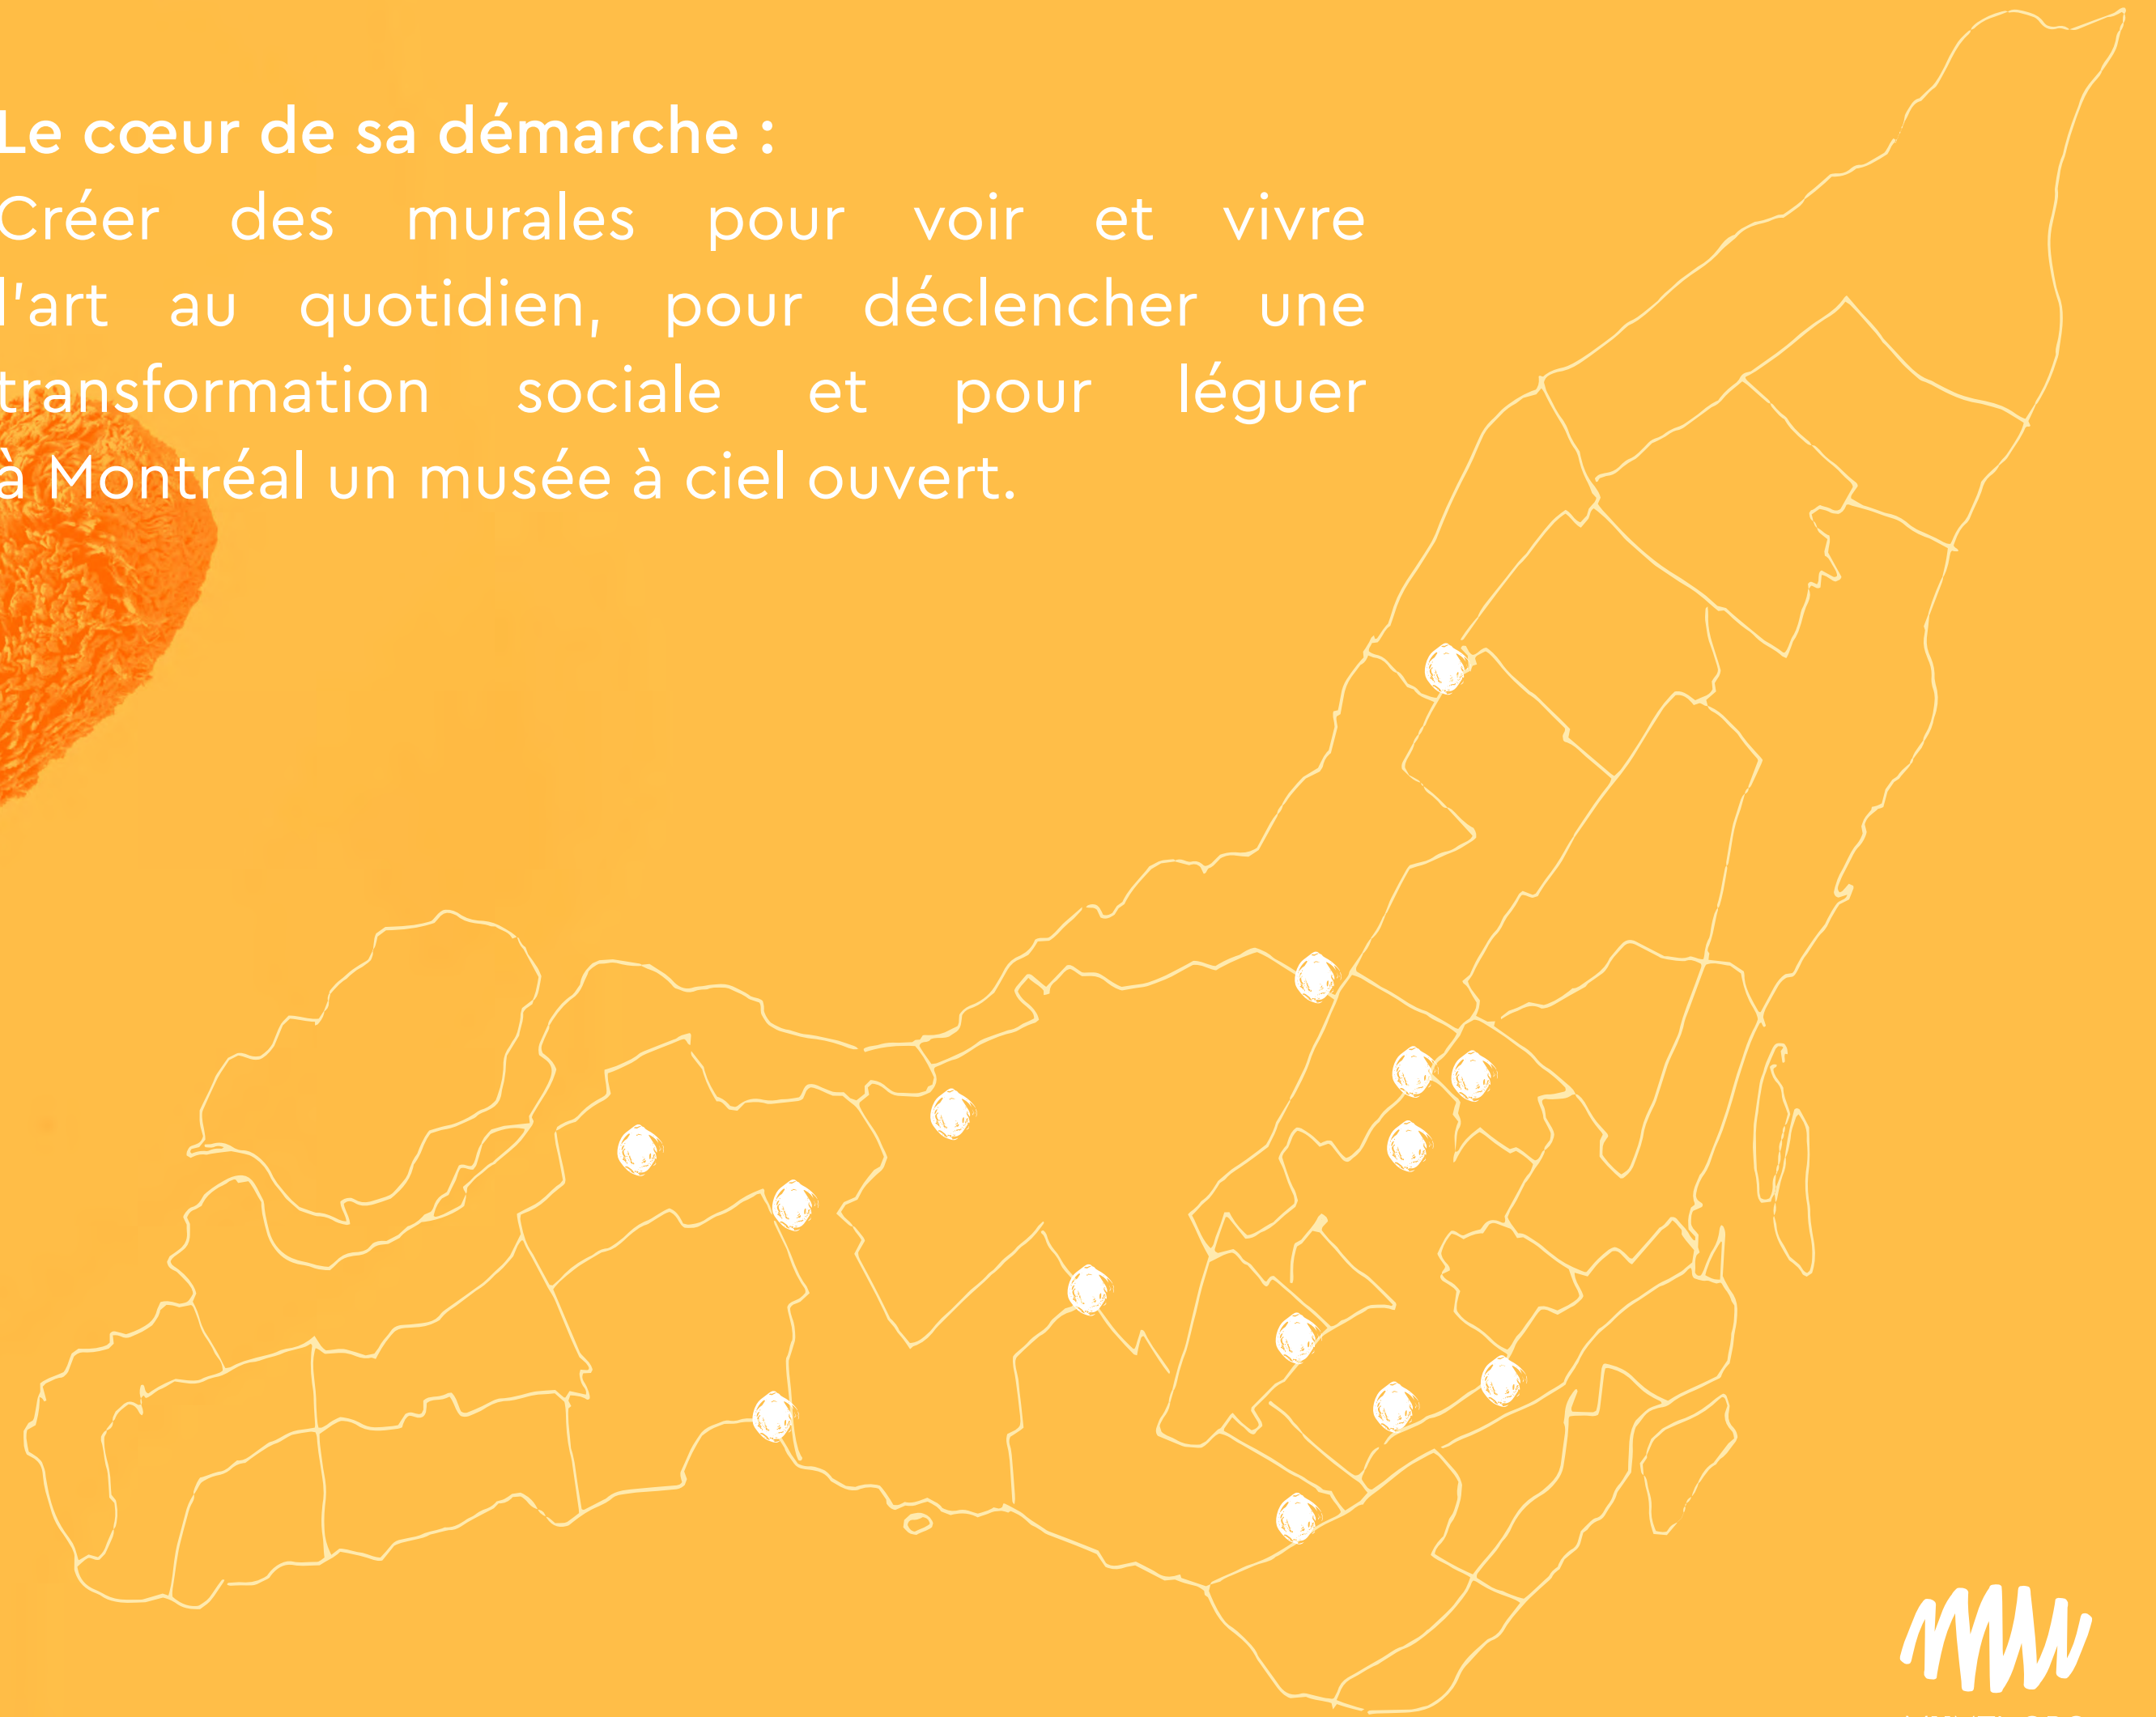 Le cœur de sa démarche :
Créer des murales pour voir et vivre
l'art au quotidien, pour déclencher une
transformation sociale et pour léguer
à Montréal un musée à ciel ouvert.